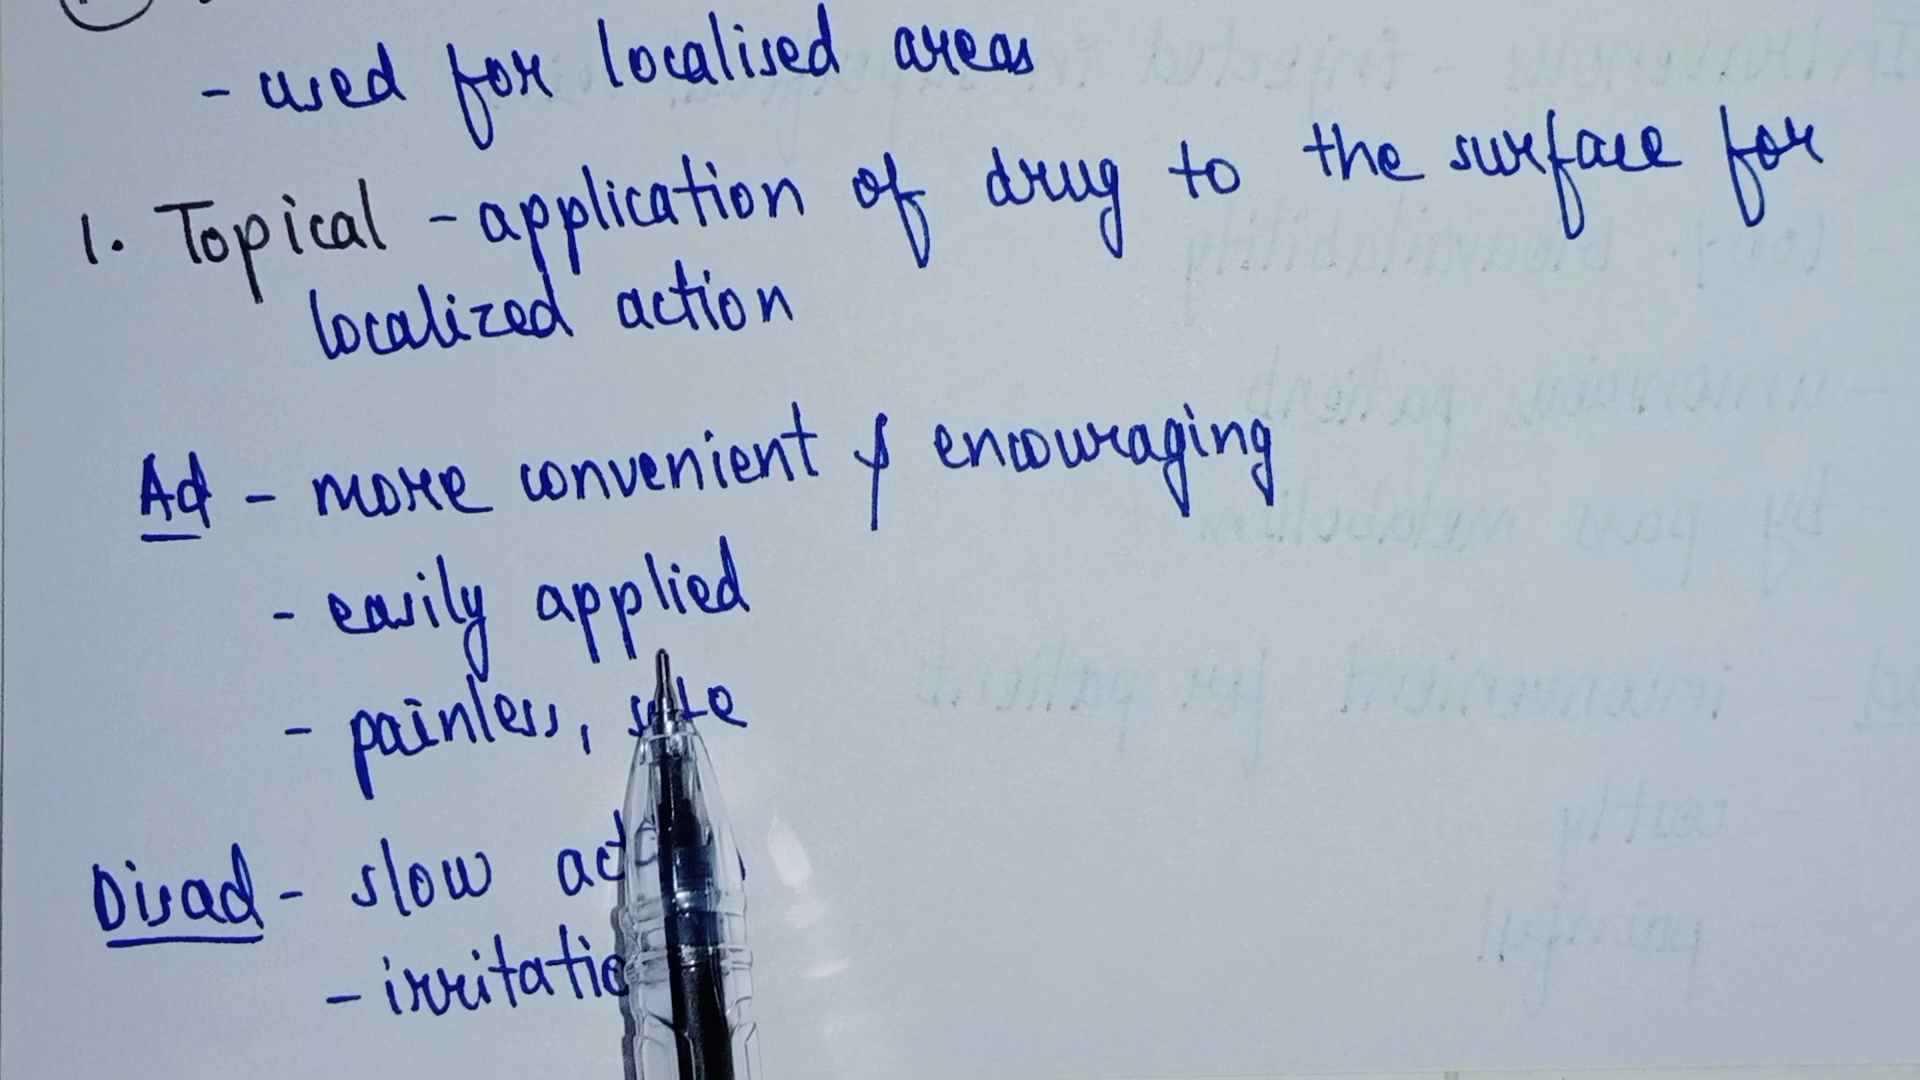 - used for localised areas
1. Topical - application of drug to the surface for
localized action
Ad - more convenient & encouraging
- easily applied
- painless,
Disad - slow
-